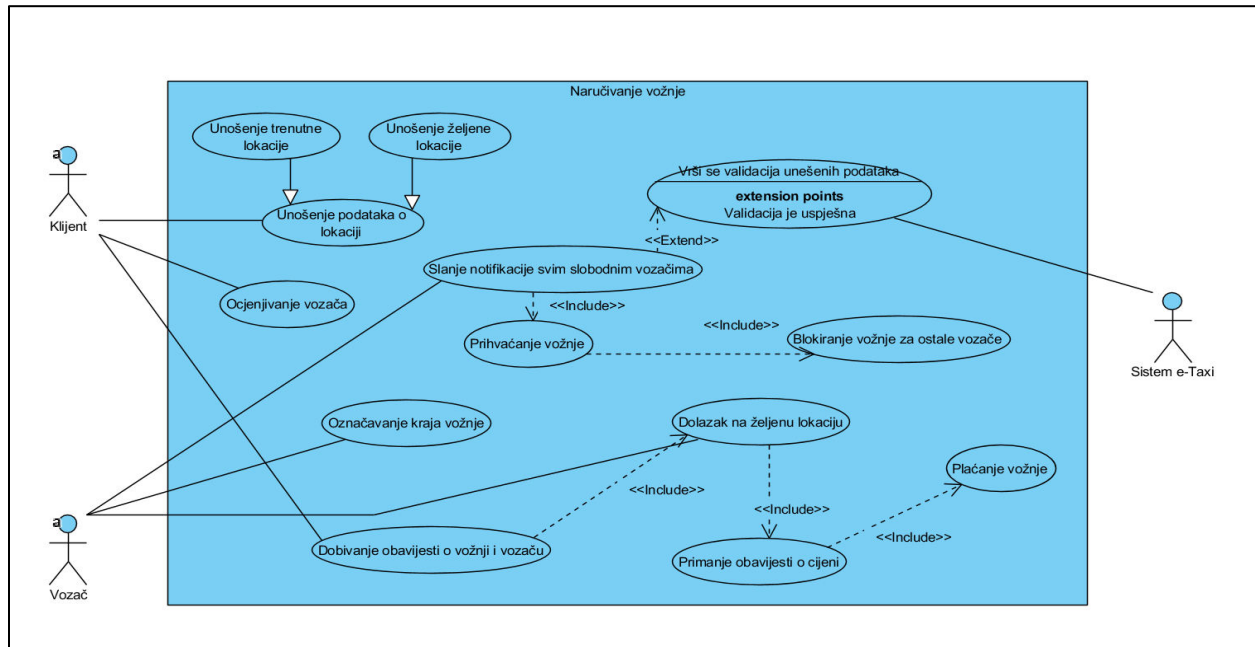 Naručivanje vožnje
Unošenje trenutne
lokacije
Unošenje željene
lokacije
a
Klijent
Unošenje podataka o
lokaciji
Vrši se validacija unešenih podataka
extension points
Validacija je uspješna
<<Extend>>
Slanje notifikacije svim slobodnim vozačima
Ocjenjivanje vozača
<<Include>>
Prihvaćanje vožnje
<<Include>>
Blokiranje vožnje za ostale vozače
Sistem e-Taxi
Označavanje kraja vožnje
Dolazak na željenu lokaciju
Plaćanje vožnje
<<Include>>
<<Include>>
<<Include>>
a
Vozač
Dobivanje obavijesti o vožnji i vozaču
Primanje obavijesti o cijeni